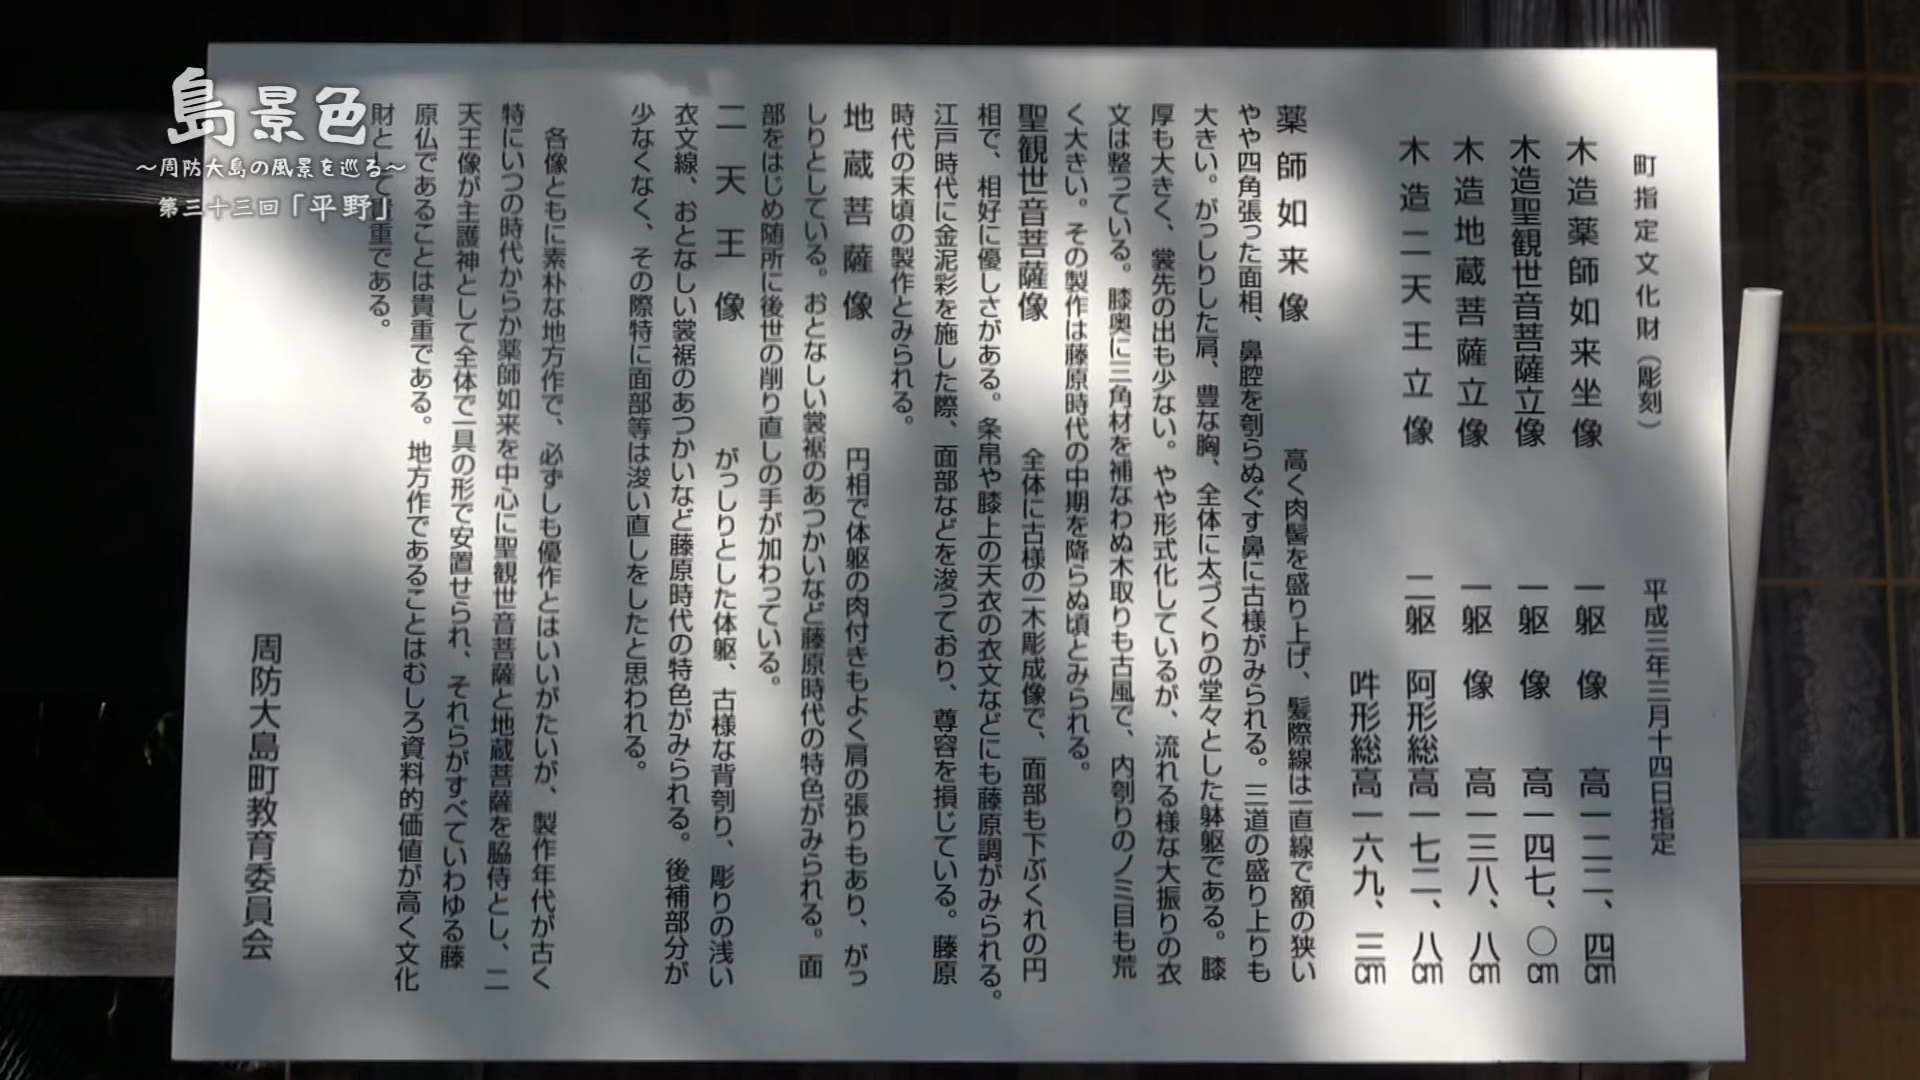 島景色
～周防大島の風景を巡る～
第三十三回「平野」
町指定文化財（彫刻） 平成三年三月十四日指定
木造薬師如来坐像 一躯 像 高一二二、四cm
木造聖観世音菩薩立像 一躯 像 高一四七、〇cm
木造地蔵菩薩立像 一躯 像 高一三八、八cm
木造二天王立像 二躯 阿形総高一七二、八cm
吽形総高一六九、三cm
薬師如来像 高く肉髻を盛り上げ、髪際線は一直線で額の狭い
やや四角張った面相、鼻腔を刳らぬぐす鼻に古様がみられる。三道の盛り上りも
大きい。がっしりした肩、豊な胸、全体に太づくりの堂々とした躰躯である。膝
厚も大きく、裳先の出も少ない。やや形式化しているが、流れる様な大振りの衣
文は整っている。膝奥に三角材を補なわぬ木取りも古風で、内刳りのノミ目も荒
く大きい。その製作は藤原時代の中期を降らぬ頃とみられる。
聖観世音菩薩像 全体に古様の一木彫成像で、面部も下ぶくれの円
相で、相好に優しさがある。条帛や膝上の天衣の衣文などにも藤原調がみられる。
江戸時代に金泥彩を施した際、面部などを浚っており、尊容を損じている。藤原
時代の末頃の製作とみられる。
地蔵菩薩像 円相で体躯の肉付きもよく肩の張りもあり、がっ
しりとしている。おとなしい裳裾のあつかいなど藤原時代の特色がみられる。面
部をはじめ随所に後世の削り直しの手が加わっている。
二天王像 がっしりとした体躯、古様な背刳り、彫りの浅い
衣文線、おとなしい裳裾のあつかいなど藤原時代の特色がみられる。後補部分が
少なくなく、その際特に面部等は浚い直しをしたと思われる。
各像ともに素朴な地方作で、必ずしも優作とはいいがたいが、製作年代が古く
特にいつの時代からか薬師如来を中心に聖観世音菩薩と地蔵菩薩を脇侍とし、二
天王像が主護神として全体で一具の形で安置せられ、それらがすべていわゆる藤
原仏であることは貴重である。地方作であることはむしろ資料的価値が高く文化
財と て 重である。
周防大島町教育委員会